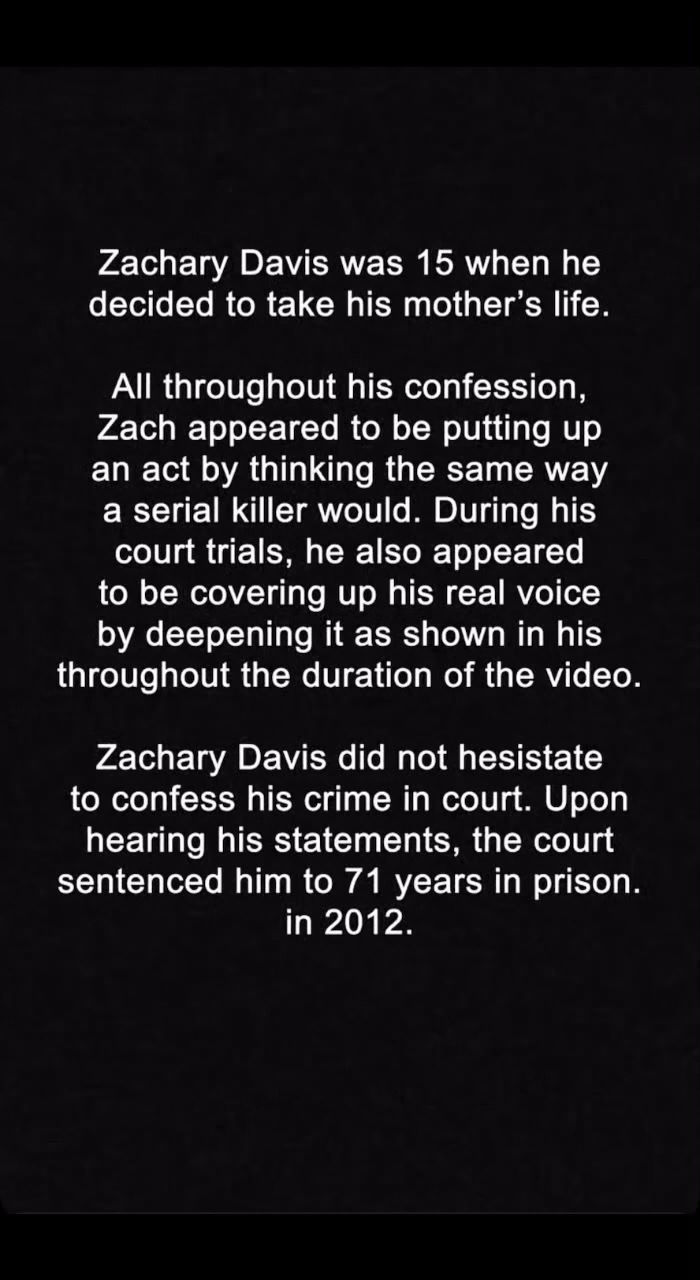 Zachary Davis was 15 when he
decided to take his mother's life.
All throughout his confession,
Zach appeared to be putting up
an act by thinking the same way
a serial killer would. During his
court trials, he also appeared
to be covering up his real voice
by deepening it as shown in his
throughout the duration of the video.
Zachary Davis did not hesistate
to confess his crime in court. Upon
hearing his statements, the court
sentenced him to 71 years in prison.
in 2012.